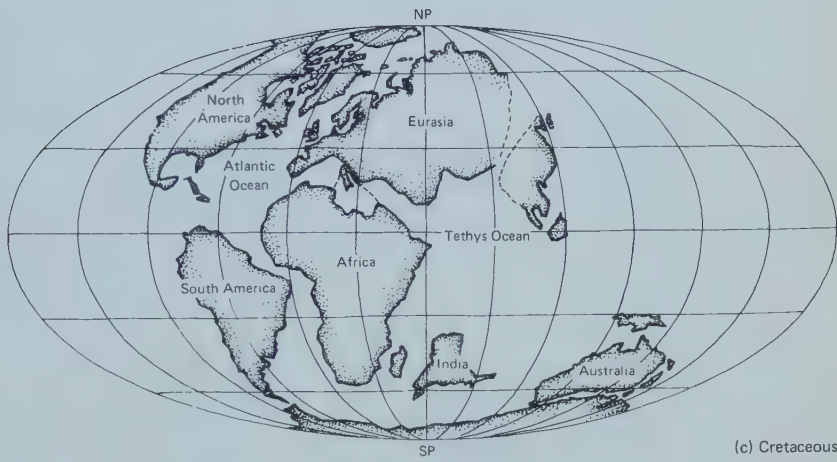 NP
North
America
Eurasia
Atlantic
Ocean
Tethys Ocean
Africa
South America
India
Australia
SP
(c) Cretaceous